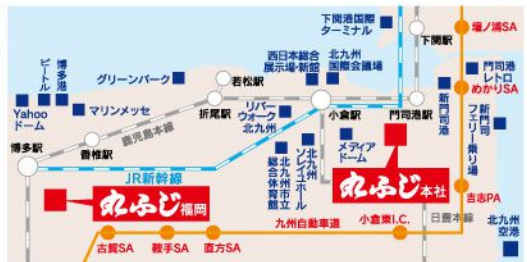 下関港国際
ターミナル
下関駅
壇ノ浦SA
西日本総合
展示場・新館
北九州
国際会議場
門司港
レトロ
めかりSA
グリーンパーク
若松駅
博多港
ビートル
Yahoo
ドーム
マリンメッセ
折尾駅
リバー
ウォーク
北九州
小倉駅
門司港駅
新門司港
新門司
フェリー乗り場
鹿児島本線
香椎駅
博多駅
メディア
ドーム
北九州
ソレイユホール
北九州市立
総合体育館
JR新幹線
丸ふじ本社
丸ふじ福岡
吉志PA
日豊本線
九州自動車道
小倉東I.C.
北九州
空港
古賀SA
鞍手SA
直方SA